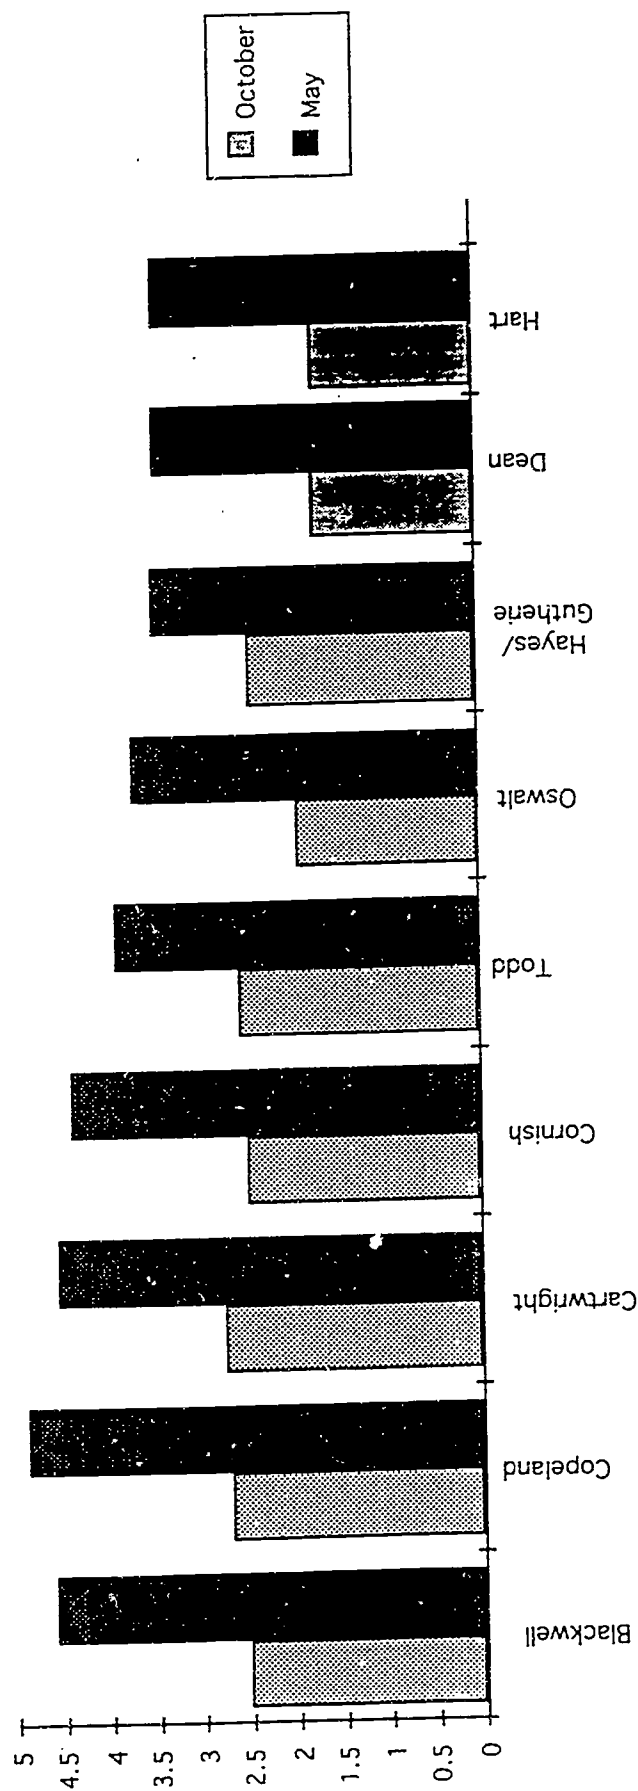 October
May
5
4.5
4
3.5
3
2.5
2
1.5
1
0.5
0
Blackwell
Copeland
Cartwright
Cornish
Todd
Oswalt
Hayes/
Gutherie
Dean
Hart